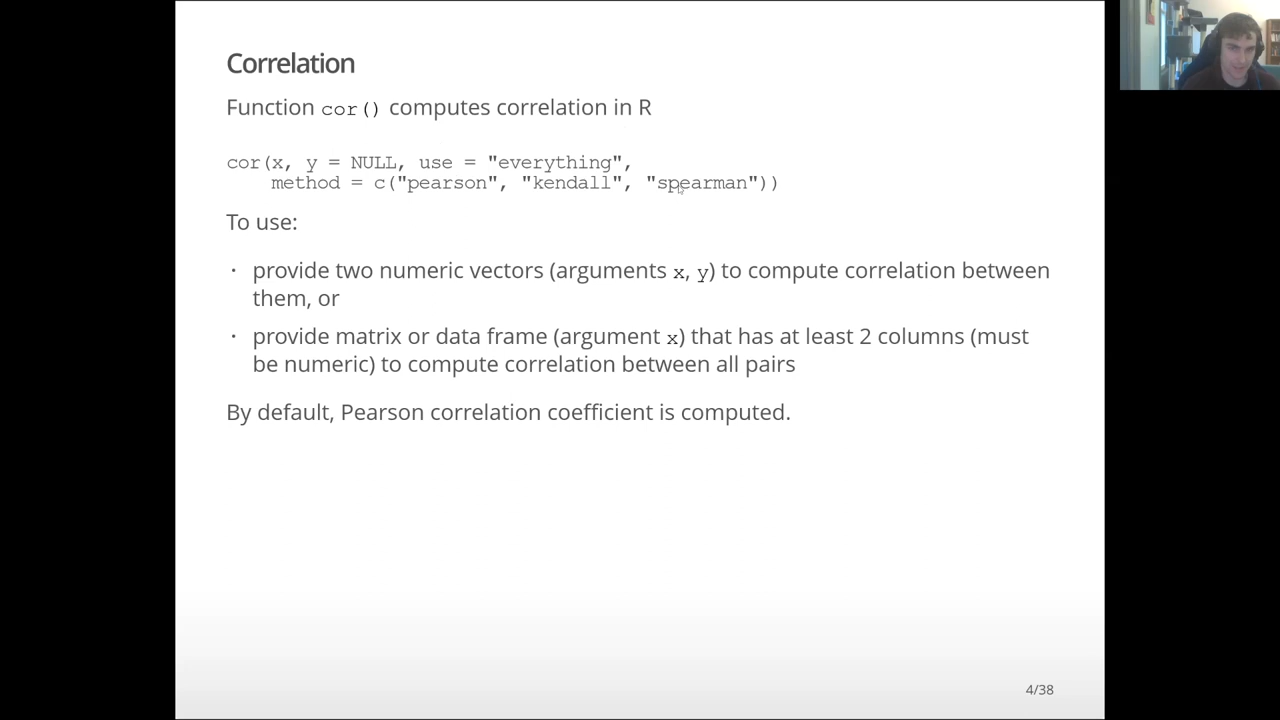 Correlation
Function cor() computes correlation in R
cor(x, y = NULL, use = "everything",
method = c("pearson", "kendall", "spearman"))
To use:
· provide two numeric vectors (arguments x, y) to compute correlation between
them, or
· provide matrix or data frame (argument x) that has at least 2 columns (must
be numeric) to compute correlation between all pairs
By default, Pearson correlation coefficient is computed.
4/38